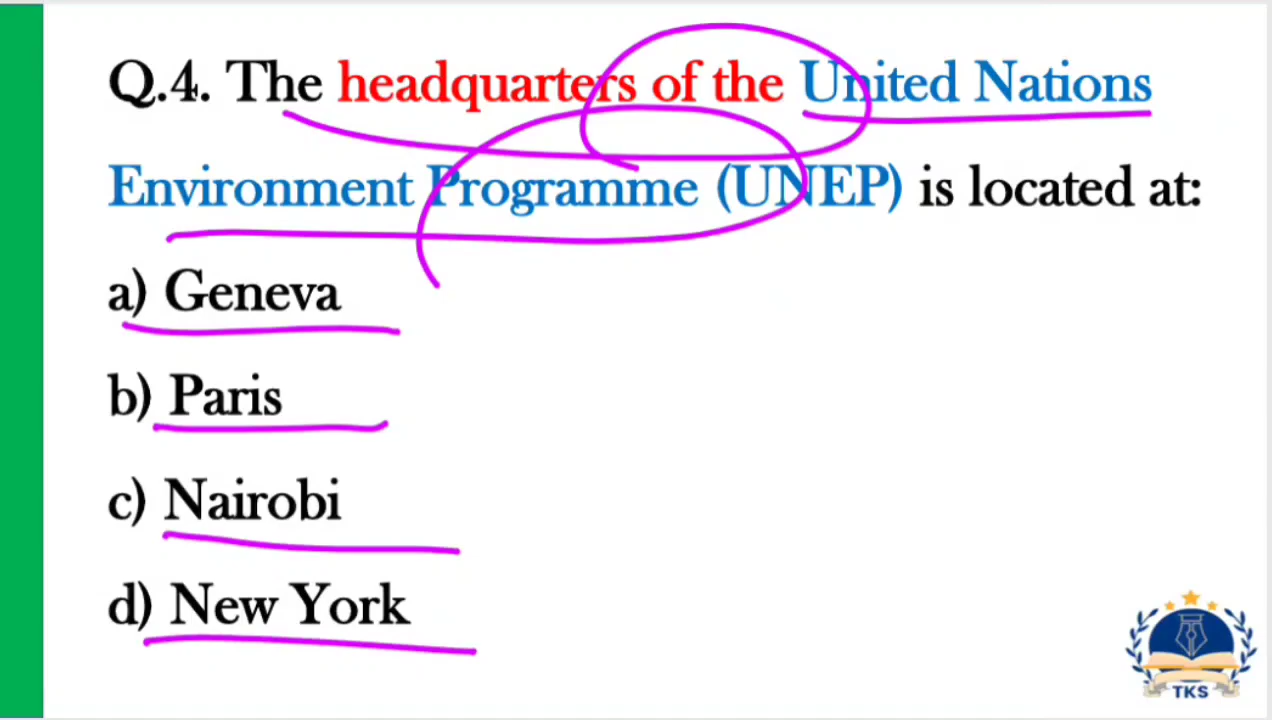 Q.4. The headquarters of the United Nations
Environment Programme (UNEP) is located at:
a) Geneva
b) Paris
c) Nairobi
d) New York
TKS